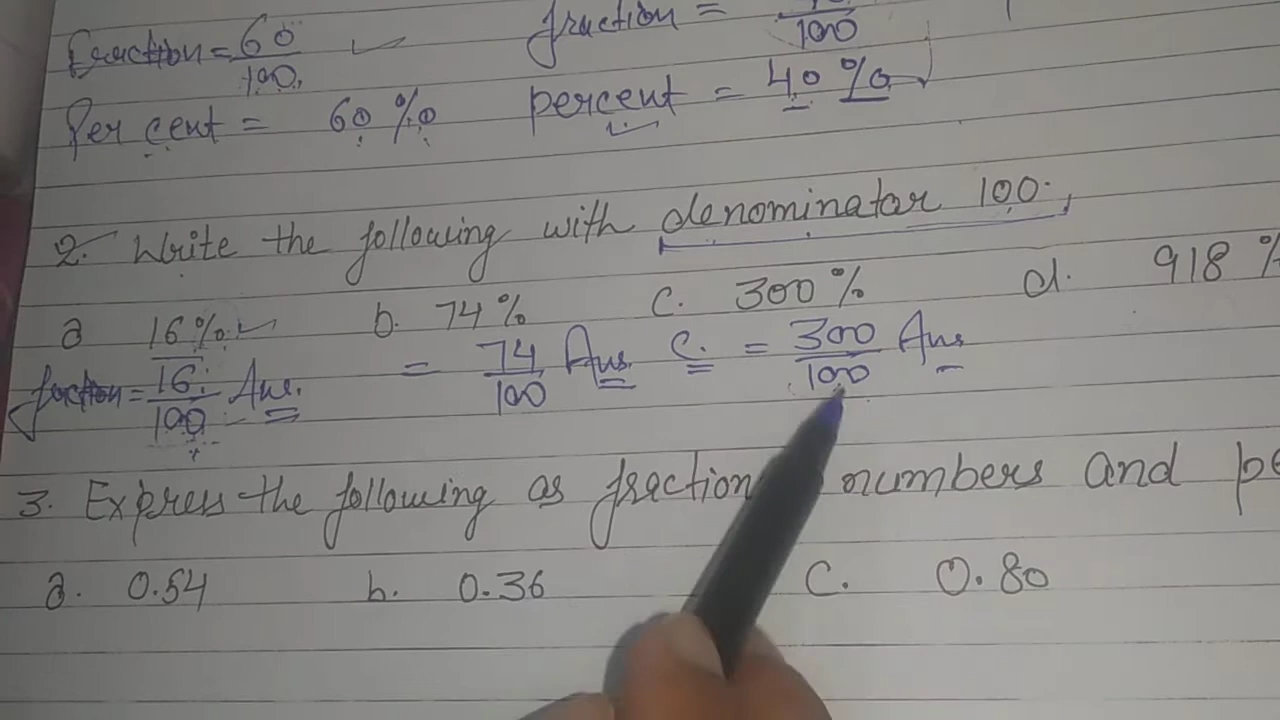 Fraction = 60/100 fraction = /100
Per cent = 60% percent = 40%
2. Write the following with denominator 100.
a 16% b. 74% c. 300% d. 918%
fraction = 16/100 Ans. = 74/100 Ans. C. = 300/100 Ans
3. Express the following as fraction numbers and pe
a. 0.54 b. 0.36 C. 0.80